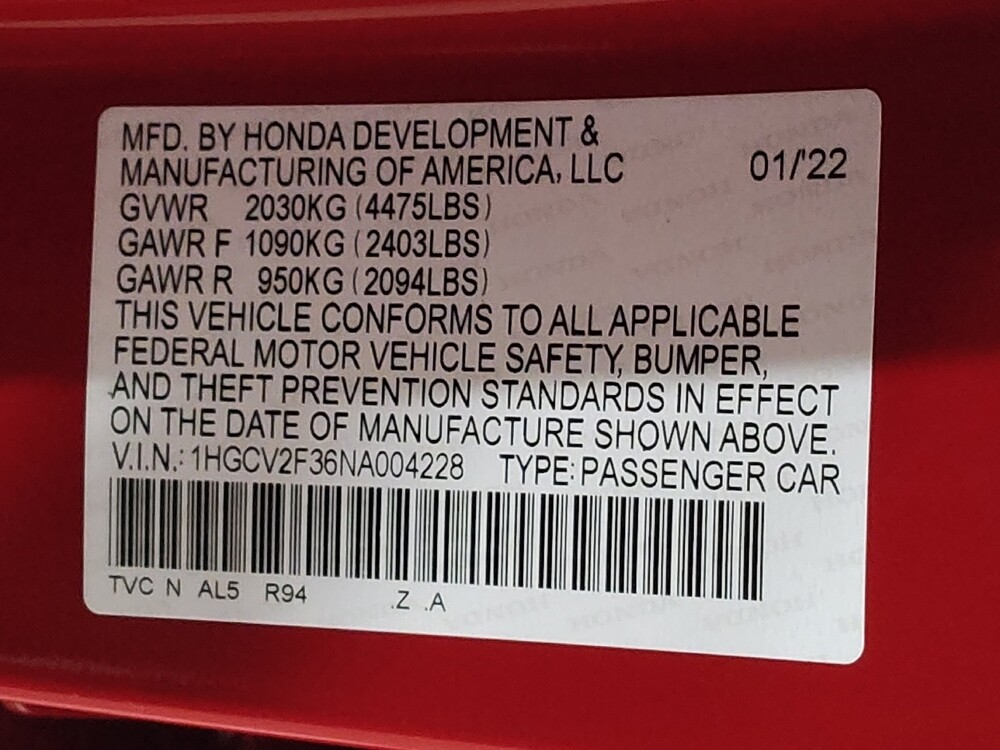 MFD. BY HONDA DEVELOPMENT &
MANUFACTURING OF AMERICA, LLC 01/'22
GVWR 2030KG (4475LBS)
GAWR F 1090KG (2403LBS)
GAWR R 950KG (2094LBS)
THIS VEHICLE CONFORMS TO ALL APPLICABLE
FEDERAL MOTOR VEHICLE SAFETY, BUMPER,
AND THEFT PREVENTION STANDARDS IN EFFECT
ON THE DATE OF MANUFACTURE SHOWN ABOVE.
V.I.N.: 1HGCV2F36NA004228 TYPE: PASSENGER CAR
TVC N AL5 R94 .Z .A